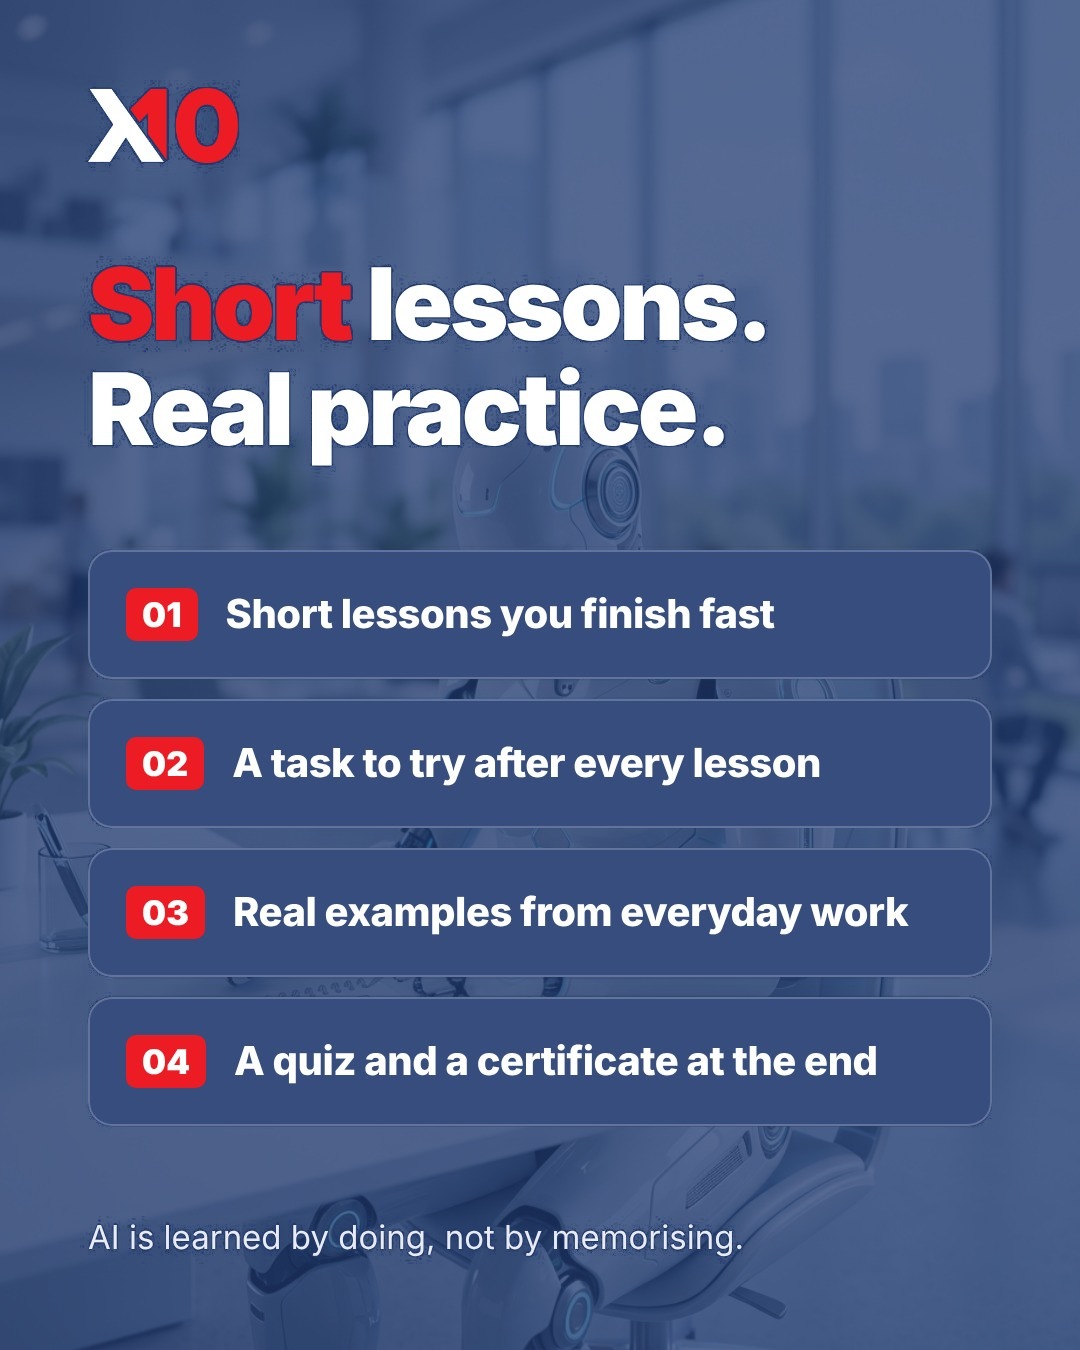 X10
Short lessons.
Real practice.
01 Short lessons you finish fast
02 A task to try after every lesson
03 Real examples from everyday work
04 A quiz and a certificate at the end
AI is learned by doing, not by memorising.